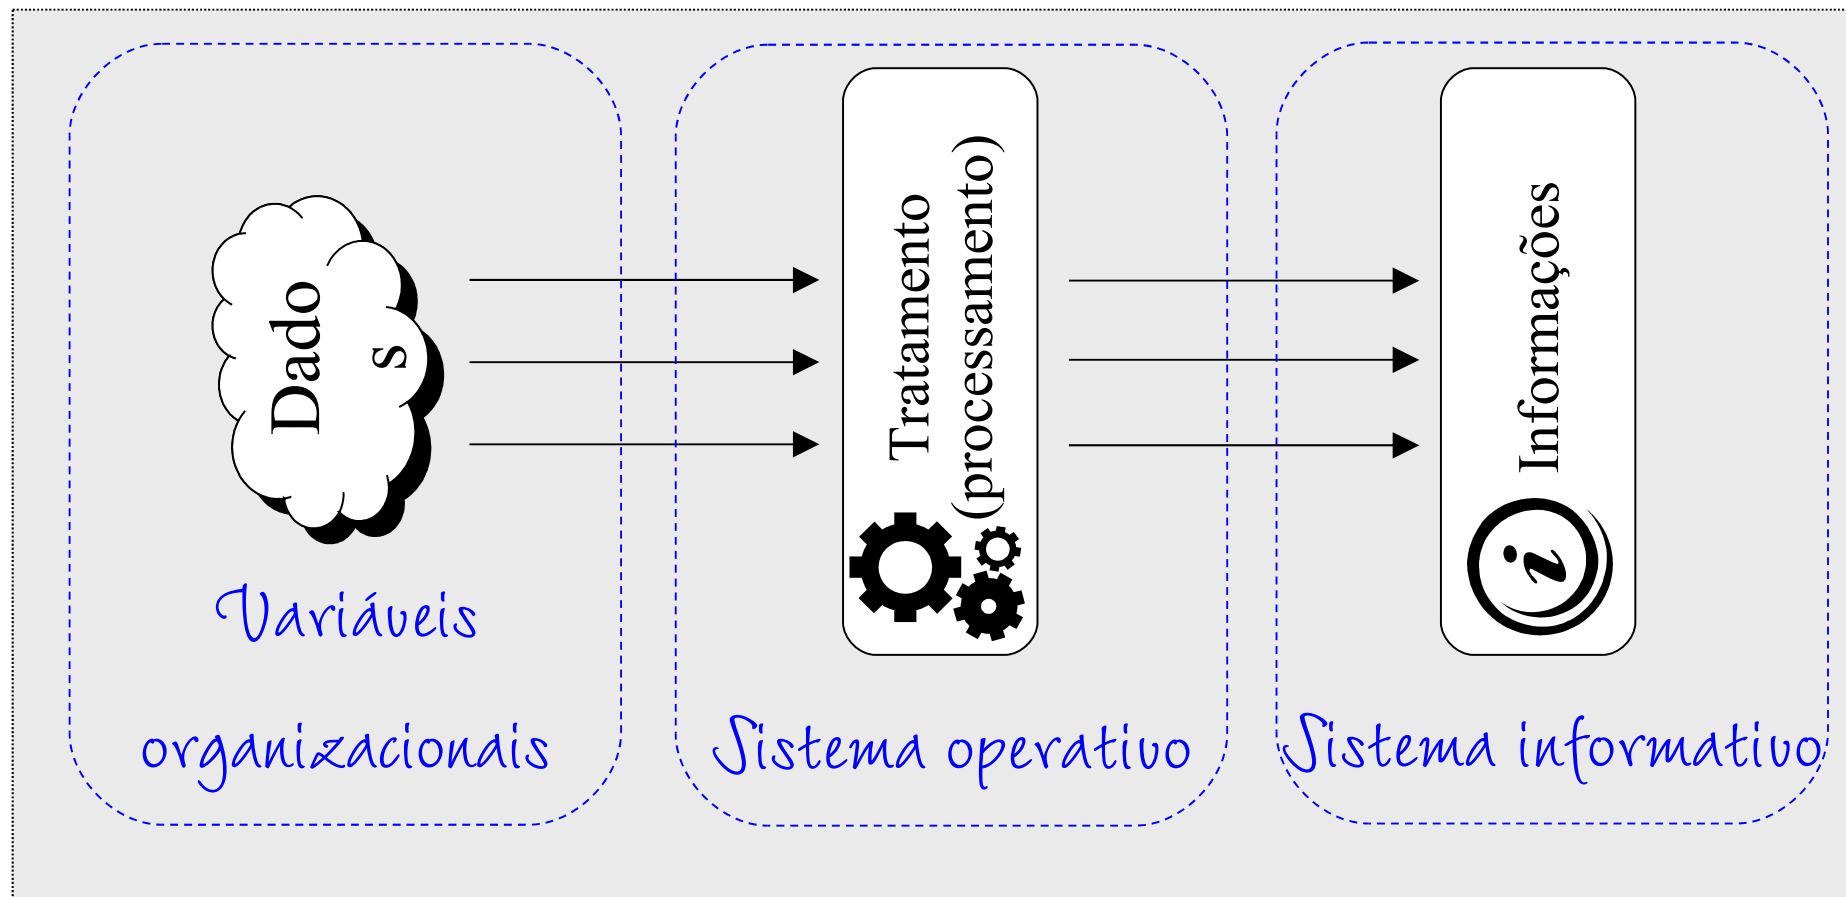 Dado
s
Variáveis
organizacionais
Tratamento
(processamento)
Sistema operativo
Informações
i
Sistema informativo